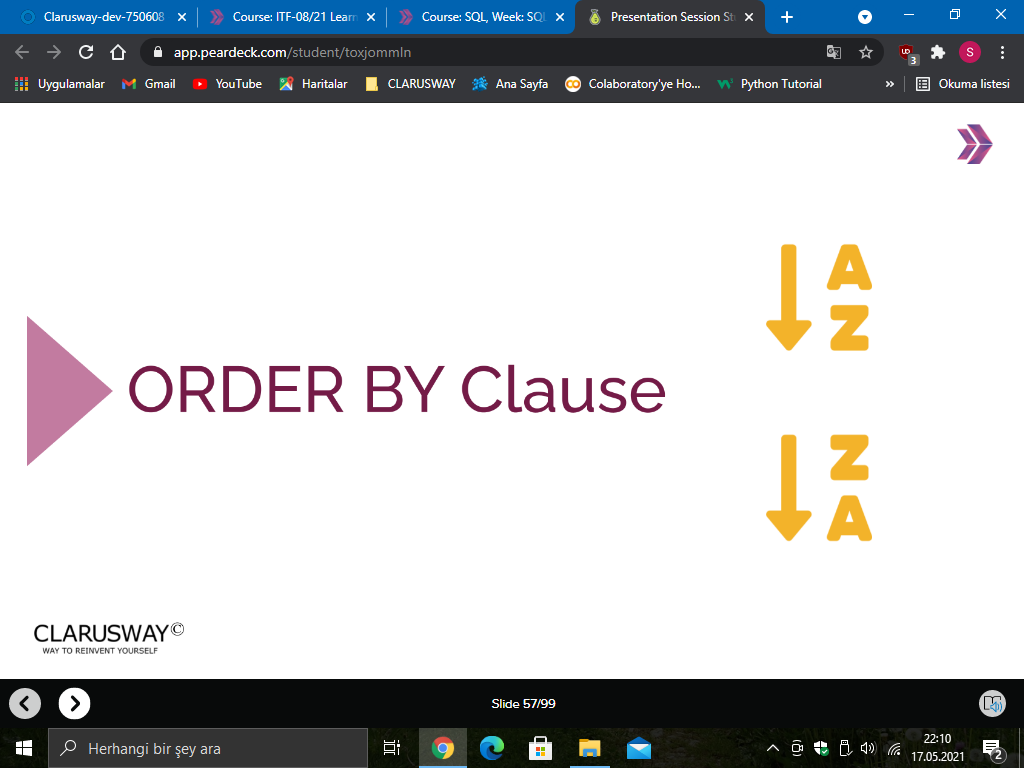 Clarusway-dev-750608
Course: ITF-08/21 Learn
Course: SQL, Week: SQL
Presentation Session St
app.peardeck.com/student/toxjommln
3
S
Uygulamalar
Gmail
YouTube
Haritalar
CLARUSWAY
Ana Sayfa
Colaboratory'ye Ho...
Python Tutorial
»
Okuma listesi
A
Z
ORDER BY Clause
Z
A
CLARUSWAY©
WAY TO REINVENT YOURSELF
Slide 57/99
Herhangi bir şey ara
22:10
17.05.2021
2